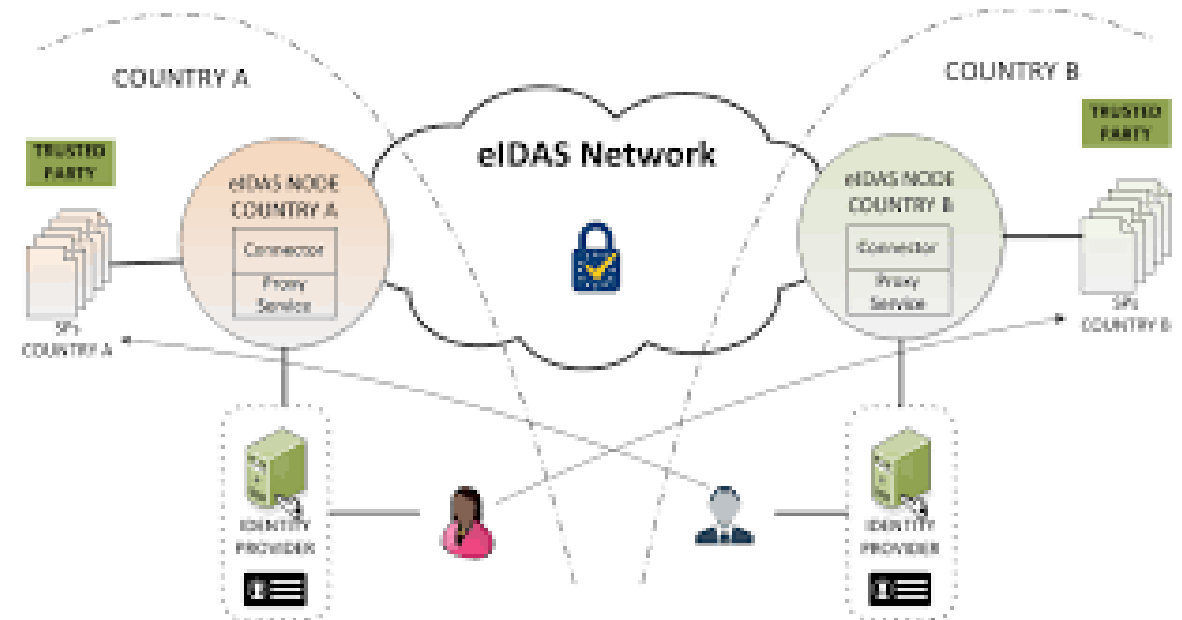 COUNTRY A
COUNTRY B
TRUSTED
PARTY
TRUSTED
PARTY
eIDAS Network
eIDAS NODE
COUNTRY A
Connector
Proxy
Service
eIDAS NODE
COUNTRY B
Connector
Proxy
Service
SPs
COUNTRY A
SPs
COUNTRY B
IDENTITY
PROVIDER
IDENTITY
PROVIDER